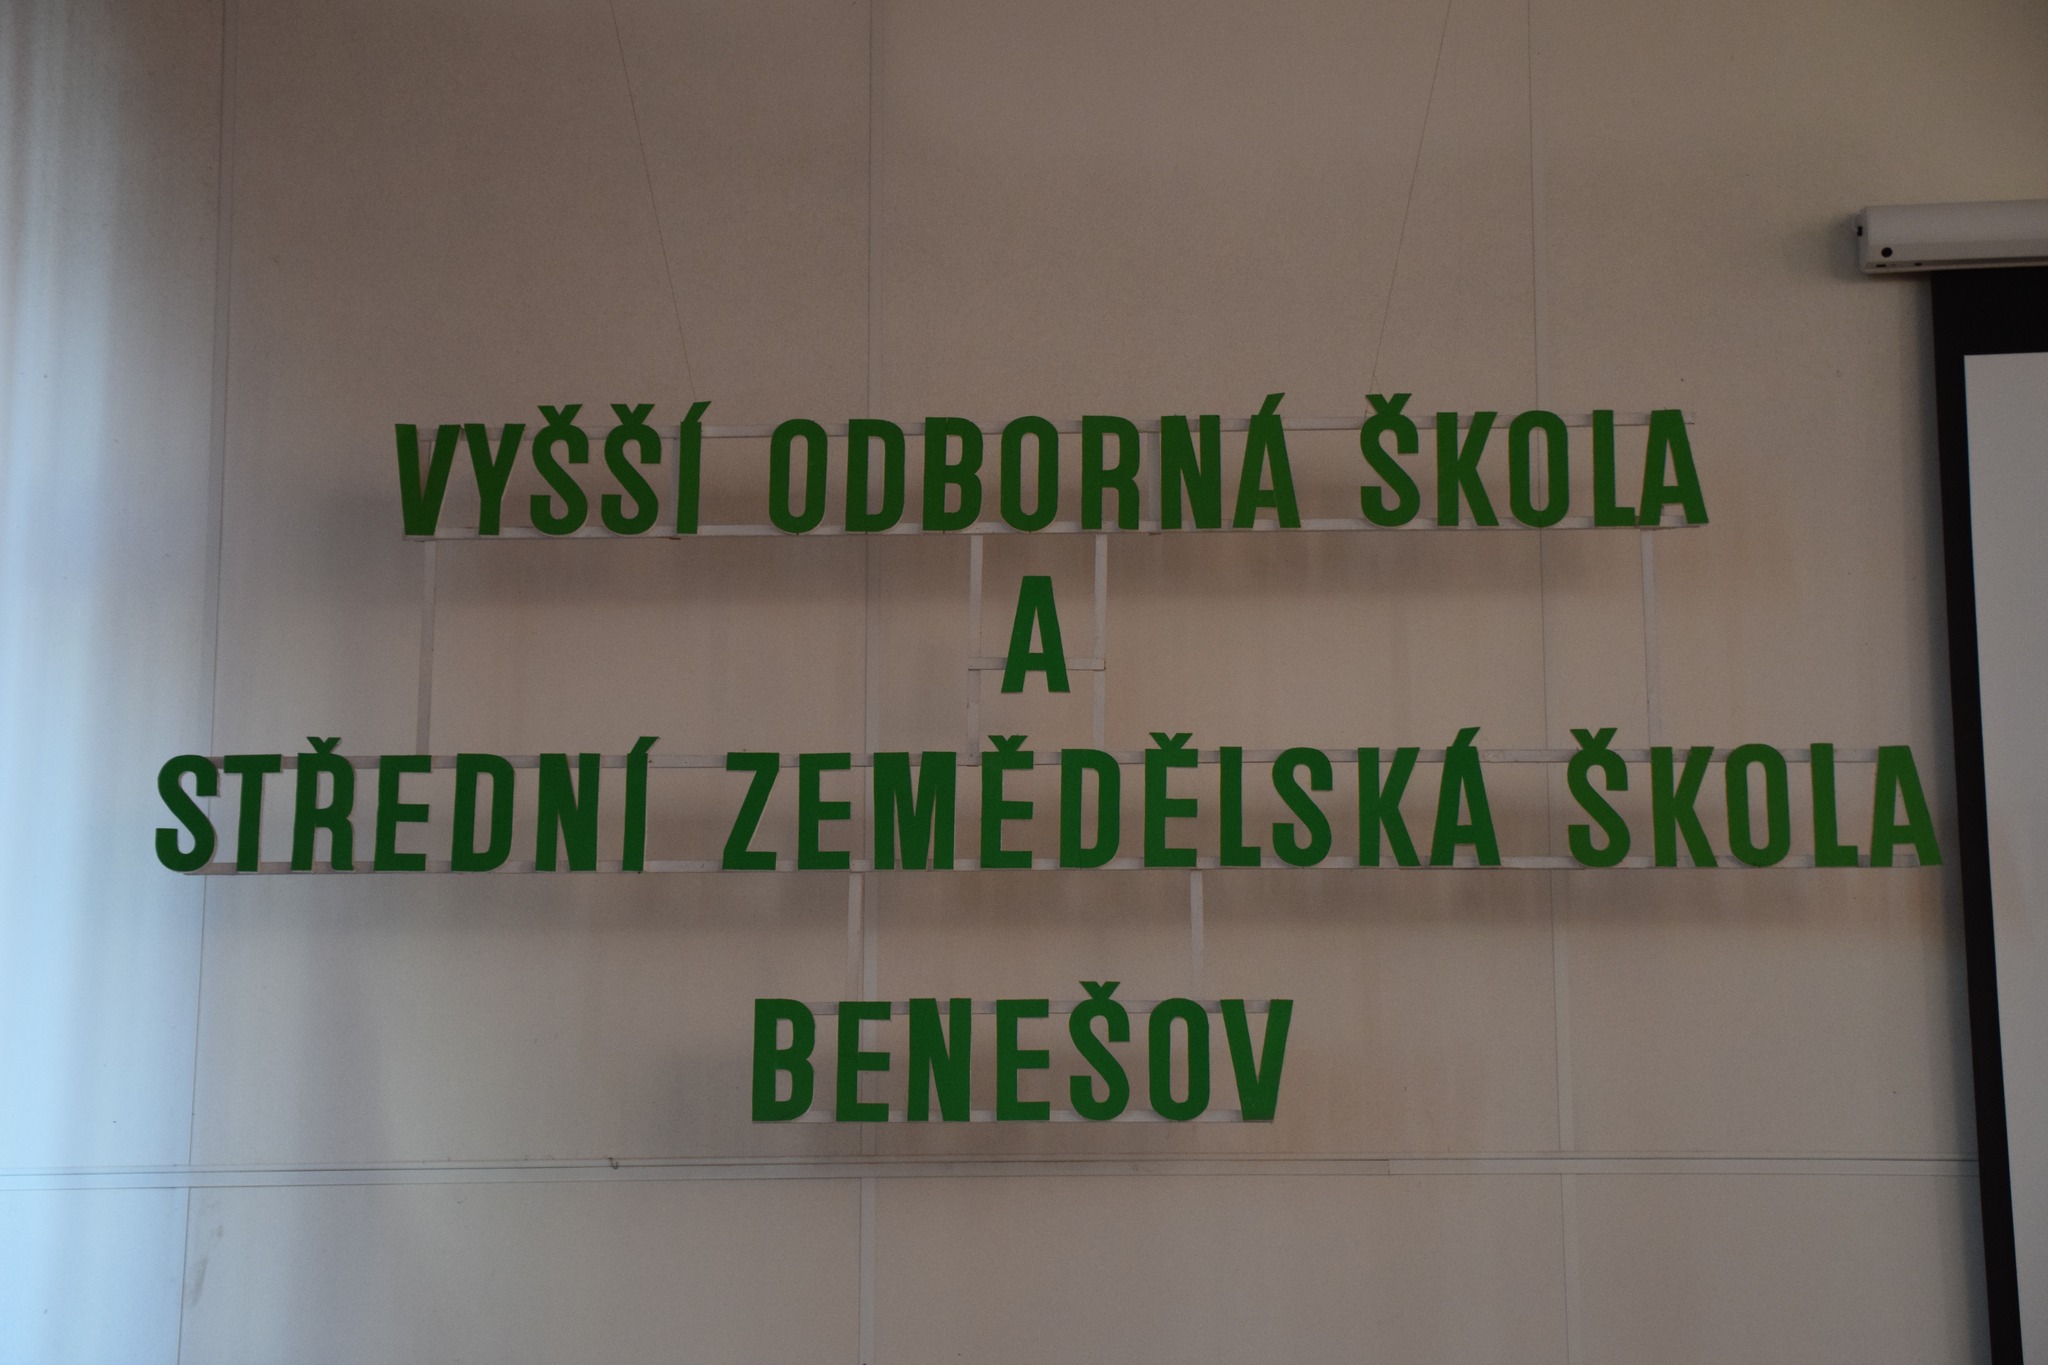 VYŠŠÍ ODBORNÁ ŠKOLA
A
STŘEDNÍ ZEMĚDĚLSKÁ ŠKOLA
BENEŠOV